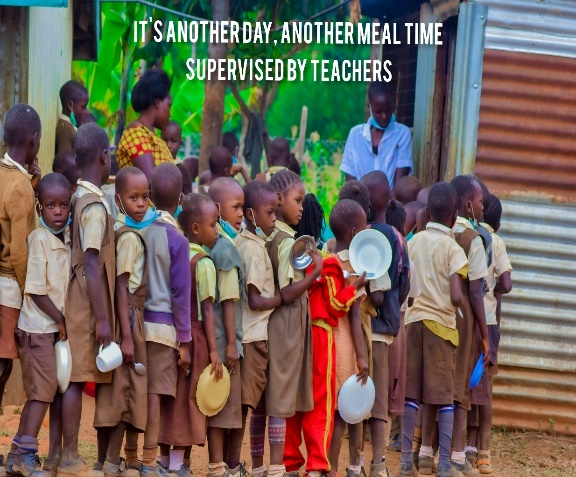 IT'S ANOTHER DAY, ANOTHER MEAL TIME
SUPERVISED BY TEACHERS